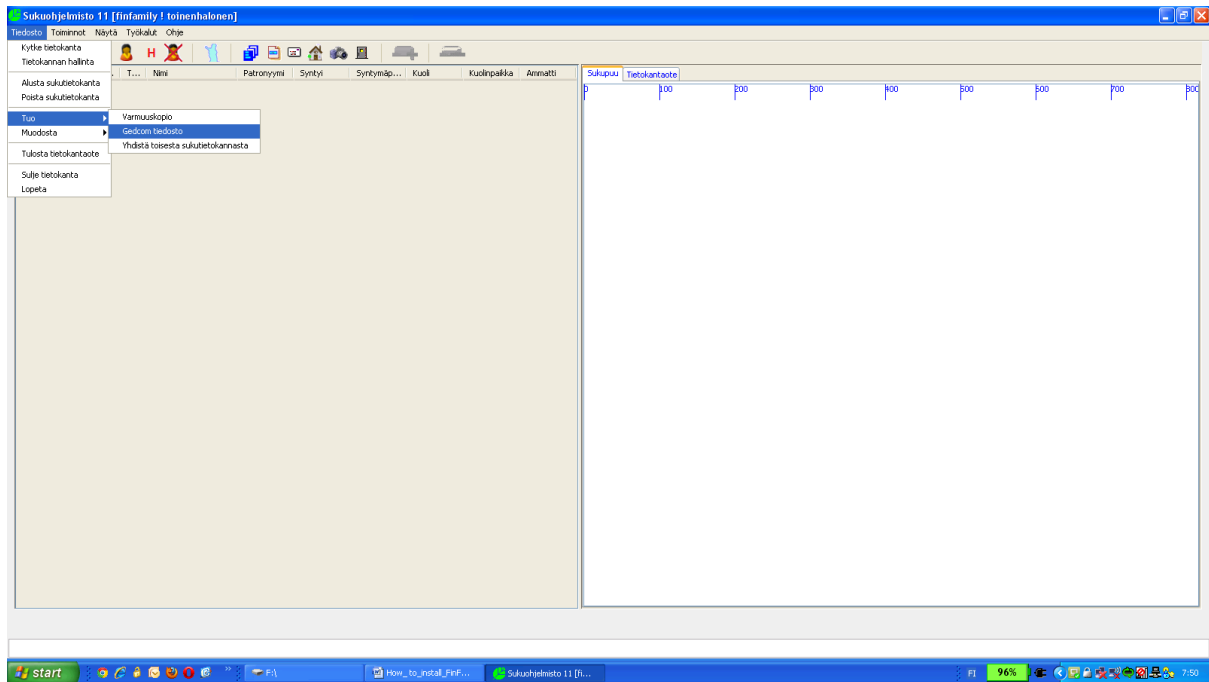 Sukuohjelmisto 11 [finfamily ! toinenhalonen]
Tiedosto Toiminnot Näytä Työkalut Ohje
Kytke tietokanta
Tietokannan hallinta
Alusta sukutietokanta
Poista sukutietokanta
Tuo
Muodosta
Tulosta tietokantaote
Sulje tietokanta
Lopeta
Varmuuskopio
Gedcom tiedosto
Yhdistä toisesta sukutietokannasta
H
T... Nimi Patronyymi Syntyi Syntymäp... Kuoli Kuolinpaikka Ammatti
Sukupuu Tietokantaote
100 200 300 400 500 600 700 800
start F:\ How_to_install_FinF... Sukuohjelmisto 11 [fi... FI 96% 7:50